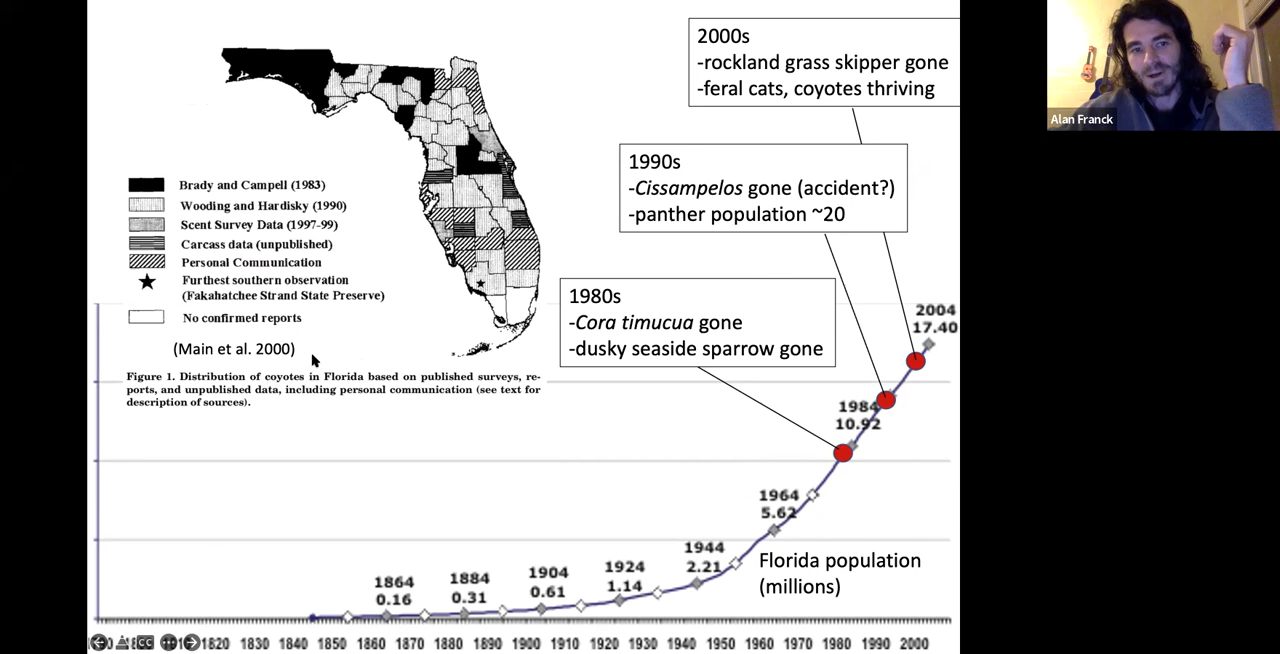 2000s
-rockland grass skipper gone
-feral cats, coyotes thriving
Alan Franck
1990s
-Cissampelos gone (accident?)
-panther population ~20
1980s
-Cora timucua gone
-dusky seaside sparrow gone
Brady and Campell (1983)
Wooding and Hardisky (1990)
Scent Survey Data (1997-99)
Carcass data (unpublished)
Personal Communication
Furthest southern observation
(Fakahatchee Strand State Preserve)
No confirmed reports
(Main et al. 2000)
Figure 1. Distribution of coyotes in Florida based on published surveys, re-
ports, and unpublished data, including personal communication (see text for
description of sources).
2004
17.40
1984
10.92
1964
5.62
1944
2.21
1924
1.14
1904
0.61
1884
0.31
1864
0.16
Florida population
(millions)
CC
1820 1830 1840 1850 1860 1870 1880 1890 1900 1910 1920 1930 1940 1950 1960 1970 1980 1990 2000